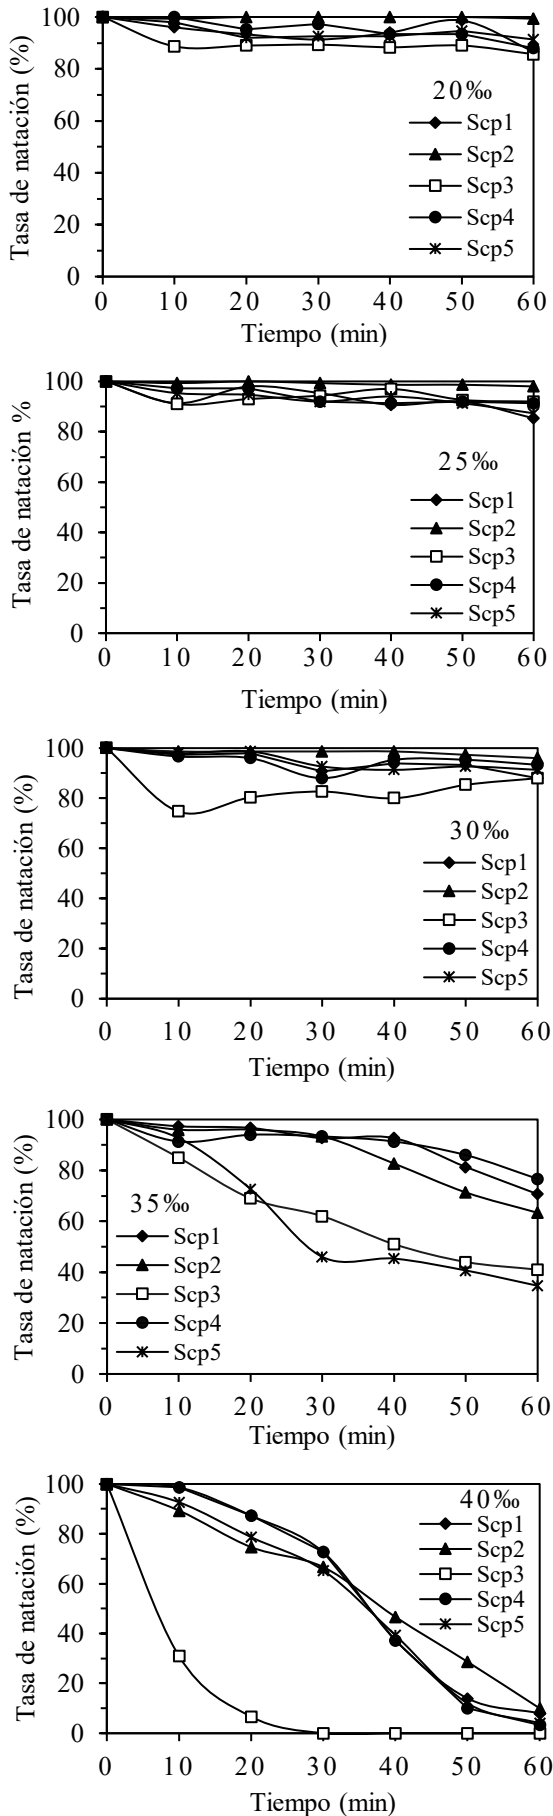 100
80
60
40
20
0
Tasa de natación (%)
20‰
Scp1
Scp2
Scp3
Scp4
Scp5
0 10 20 30 40 50 60
Tiempo (min)
100
80
60
40
20
0
Tasa de natación %
25‰
Scp1
Scp2
Scp3
Scp4
Scp5
0 10 20 30 40 50 60
Tiempo (min)
100
80
60
40
20
0
Tasa de natación (%)
30‰
Scp1
Scp2
Scp3
Scp4
Scp5
0 10 20 30 40 50 60
Tiempo (min)
100
80
60
40
20
0
Tasa de natación (%)
35‰
Scp1
Scp2
Scp3
Scp4
Scp5
0 10 20 30 40 50 60
Tiempo (min)
100
80
60
40
20
0
Tasa de natación (%)
40‰
Scp1
Scp2
Scp3
Scp4
Scp5
0 10 20 30 40 50 60
Tiempo (min)